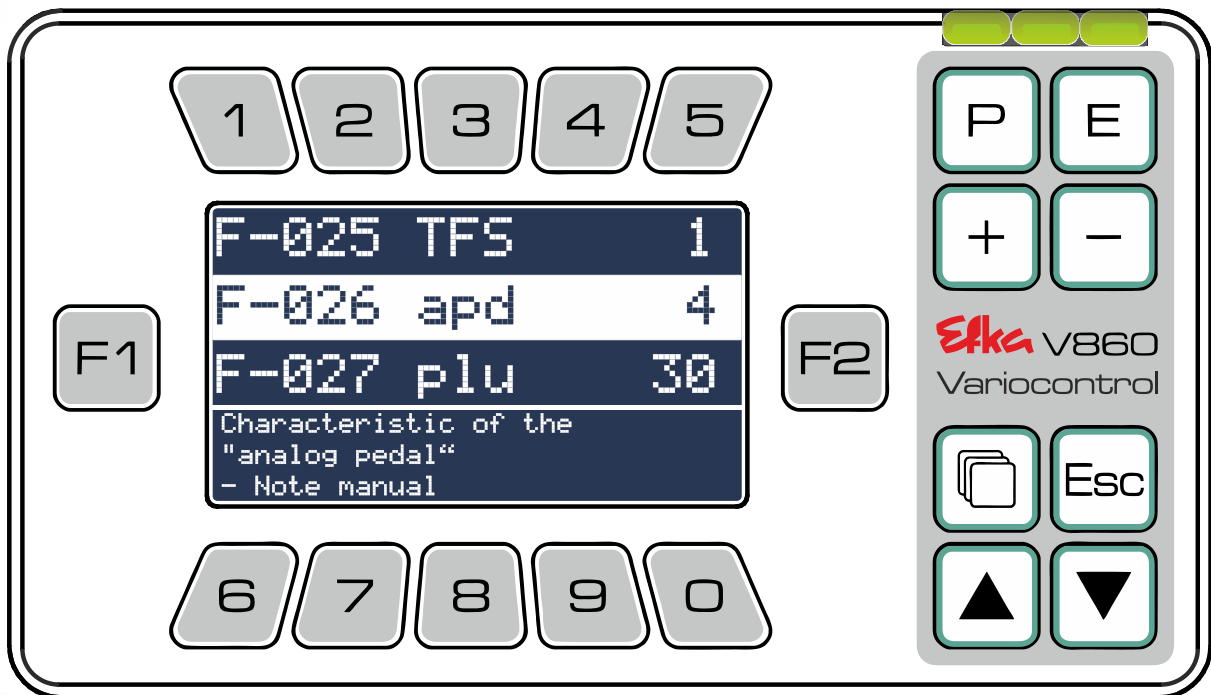 P E
1 2 3 4 5
F-025 TFS 1
+ -
F-026 apd 4
Efka V860
Variocontrol
F1 F2
F-027 plu 30
Characteristic of the
"analog pedal“
- Note manual
Esc
6 7 8 9 0